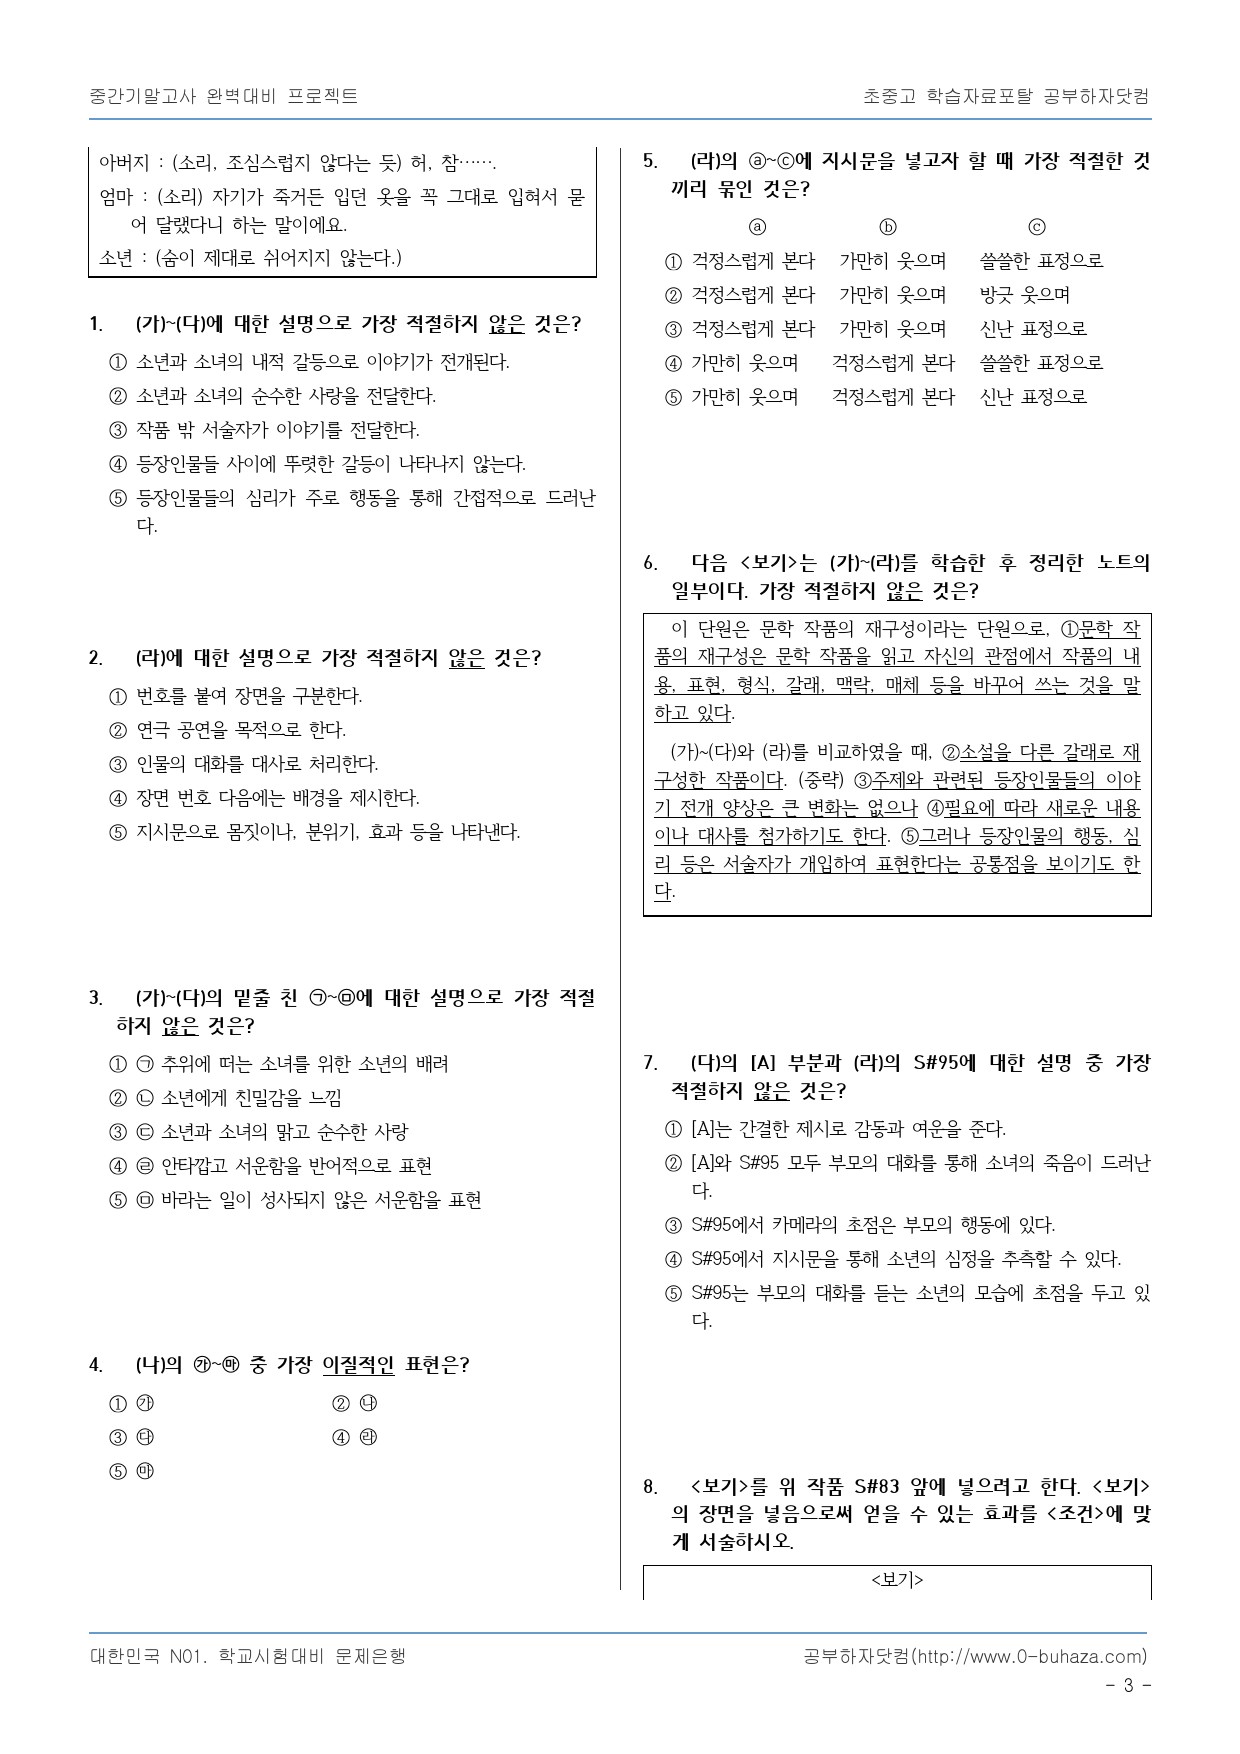 중간기말고사 완벽대비 프로젝트
초중고 학습자료포탈 공부하자닷컴
아버지 : (소리, 조심스럽지 않다는 듯) 허, 참…….
엄마 : (소리) 자기가 죽거든 입던 옷을 꼭 그대로 입혀서 묻
어 달랬다니 하는 말이에요.
소년 : (숨이 제대로 쉬어지지 않는다.)
1. (가)~(다)에 대한 설명으로 가장 적절하지 않은 것은?
① 소년과 소녀의 내적 갈등으로 이야기가 전개된다.
② 소년과 소녀의 순수한 사랑을 전달한다.
③ 작품 밖 서술자가 이야기를 전달한다.
④ 등장인물들 사이에 뚜렷한 갈등이 나타나지 않는다.
⑤ 등장인물들의 심리가 주로 행동을 통해 간접적으로 드러난
다.
2. (라)에 대한 설명으로 가장 적절하지 않은 것은?
① 번호를 붙여 장면을 구분한다.
② 연극 공연을 목적으로 한다.
③ 인물의 대화를 대사로 처리한다.
④ 장면 번호 다음에는 배경을 제시한다.
⑤ 지시문으로 몸짓이나, 분위기, 효과 등을 나타낸다.
3. (가)~(다)의 밑줄 친 ㉠~㉤에 대한 설명으로 가장 적절
하지 않은 것은?
① ㉠ 추위에 떠는 소녀를 위한 소년의 배려
② ㉡ 소년에게 친밀감을 느낌
③ ㉢ 소년과 소녀의 맑고 순수한 사랑
④ ㉣ 안타깝고 서운함을 반어적으로 표현
⑤ ㉤ 바라는 일이 성사되지 않은 서운함을 표현
4. (나)의 ㉮~㉲ 중 가장 이질적인 표현은?
① ㉮ ② ㉯
③ ㉰ ④ ㉱
⑤ ㉲
5. (라)의 ⓐ~ⓒ에 지시문을 넣고자 할 때 가장 적절한 것
끼리 묶인 것은?
ⓐ ⓑ ⓒ
① 걱정스럽게 본다 가만히 웃으며 쓸쓸한 표정으로
② 걱정스럽게 본다 가만히 웃으며 방긋 웃으며
③ 걱정스럽게 본다 가만히 웃으며 신난 표정으로
④ 가만히 웃으며 걱정스럽게 본다 쓸쓸한 표정으로
⑤ 가만히 웃으며 걱정스럽게 본다 신난 표정으로
6. 다음 <보기>는 (가)~(라)를 학습한 후 정리한 노트의
일부이다. 가장 적절하지 않은 것은?
이 단원은 문학 작품의 재구성이라는 단원으로, ①문학 작
품의 재구성은 문학 작품을 읽고 자신의 관점에서 작품의 내
용, 표현, 형식, 갈래, 맥락, 매체 등을 바꾸어 쓰는 것을 말
하고 있다.
(가)~(다)와 (라)를 비교하였을 때, ②소설을 다른 갈래로 재
구성한 작품이다. (중략) ③주제와 관련된 등장인물들의 이야
기 전개 양상은 큰 변화는 없으나 ④필요에 따라 새로운 내용
이나 대사를 첨가하기도 한다. ⑤그러나 등장인물의 행동, 심
리 등은 서술자가 개입하여 표현한다는 공통점을 보이기도 한
다.
7. (다)의 [A] 부분과 (라)의 S#95에 대한 설명 중 가장
적절하지 않은 것은?
① [A]는 간결한 제시로 감동과 여운을 준다.
② [A]와 S#95 모두 부모의 대화를 통해 소녀의 죽음이 드러난
다.
③ S#95에서 카메라의 초점은 부모의 행동에 있다.
④ S#95에서 지시문을 통해 소년의 심정을 추측할 수 있다.
⑤ S#95는 부모의 대화를 듣는 소년의 모습에 초점을 두고 있
다.
8. <보기>를 위 작품 S#83 앞에 넣으려고 한다. <보기>
의 장면을 넣음으로써 얻을 수 있는 효과를 <조건>에 맞
게 서술하시오.
<보기>
대한민국 N01. 학교시험대비 문제은행
공부하자닷컴(http://www.0-buhaza.com)
- 3 -